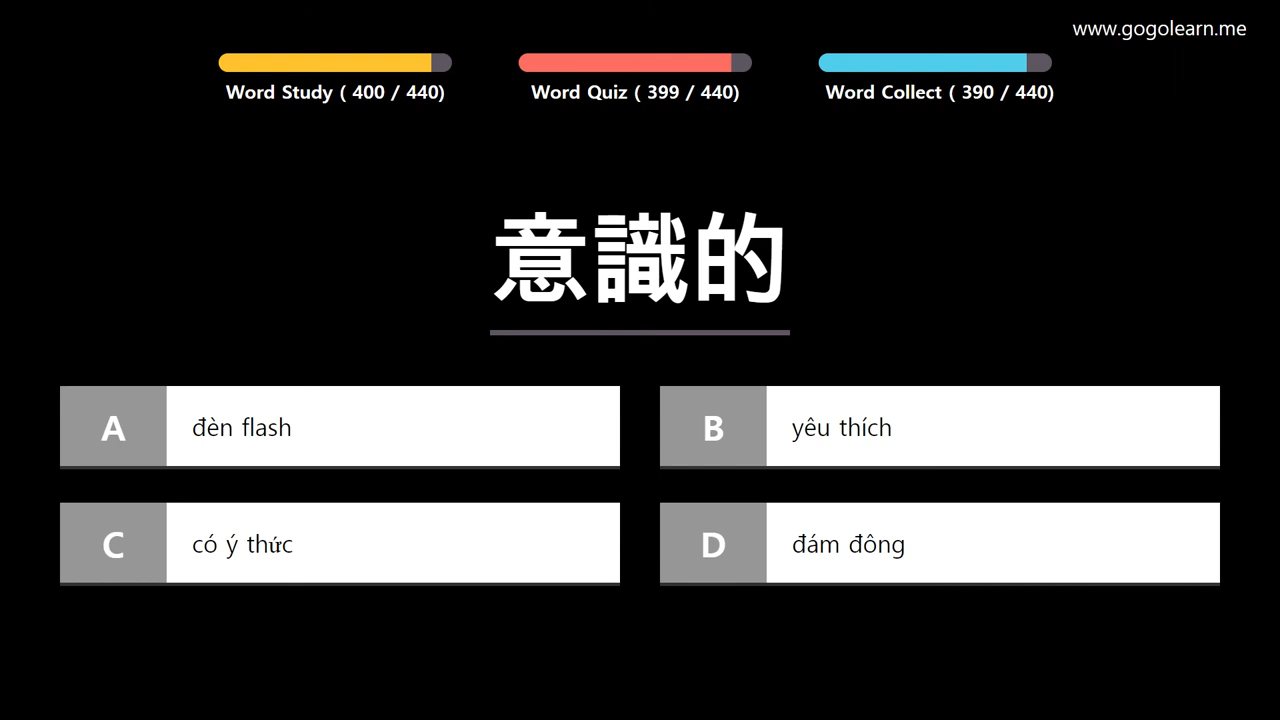 www.gogolearn.me
Word Study ( 400 / 440)
Word Quiz ( 399 / 440)
Word Collect ( 390 / 440)
意識的
A đèn flash
B yêu thích
C có ý thức
D đám đông